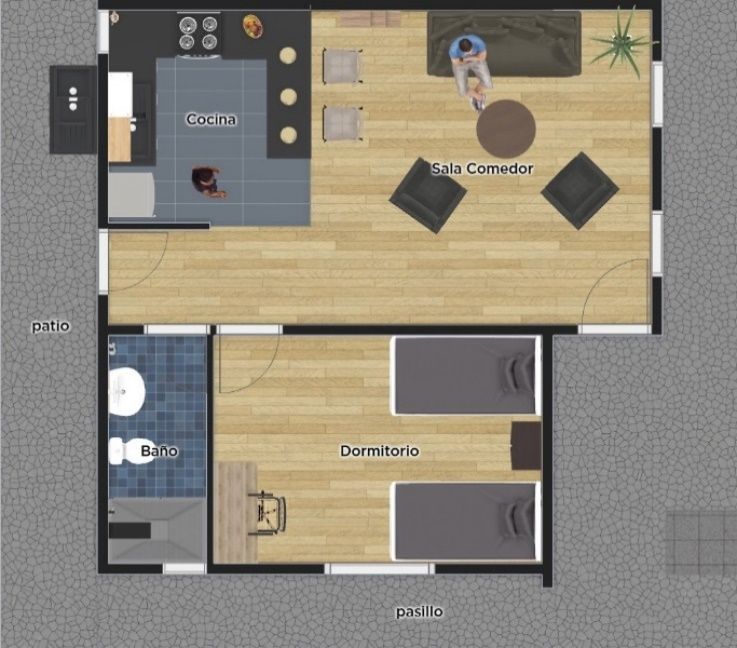 Cocina
Sala Comedor
patio
Baño
Dormitorio
pasillo